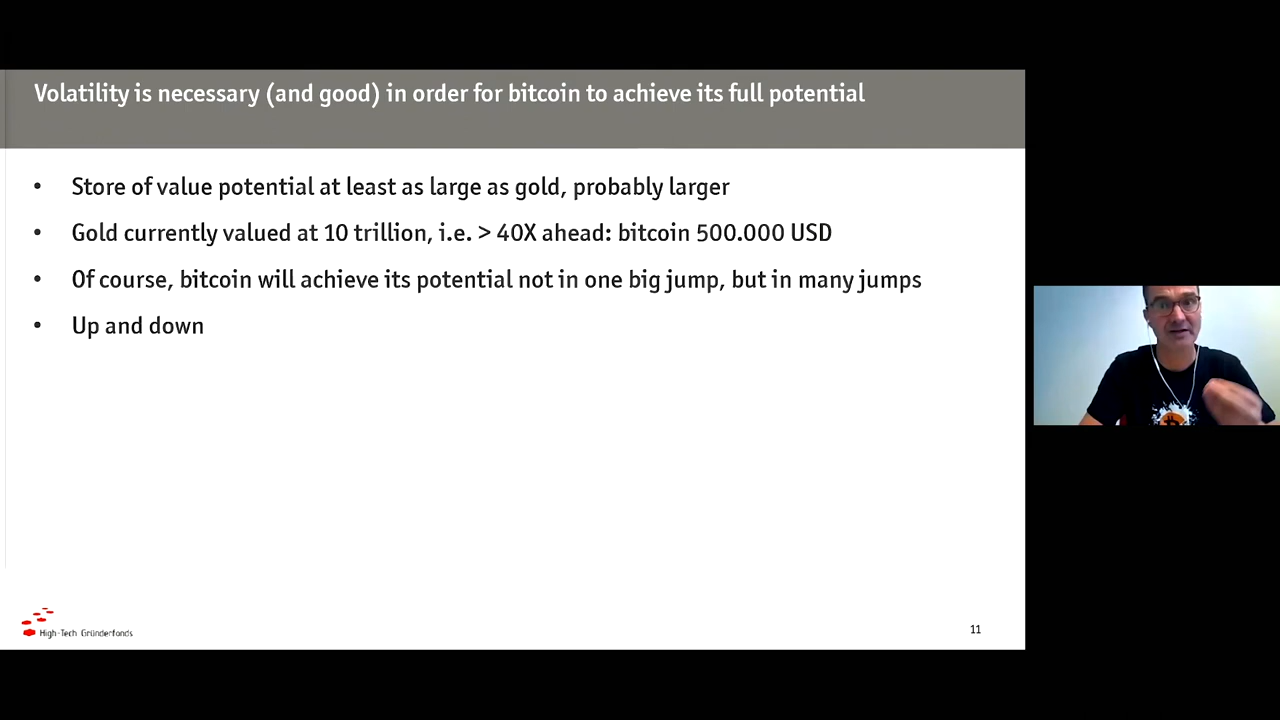 Volatility is necessary (and good) in order for bitcoin to achieve its full potential
• Store of value potential at least as large as gold, probably larger
• Gold currently valued at 10 trillion, i.e. > 40X ahead: bitcoin 500.000 USD
• Of course, bitcoin will achieve its potential not in one big jump, but in many jumps
• Up and down
High-Tech Gründerfonds
11